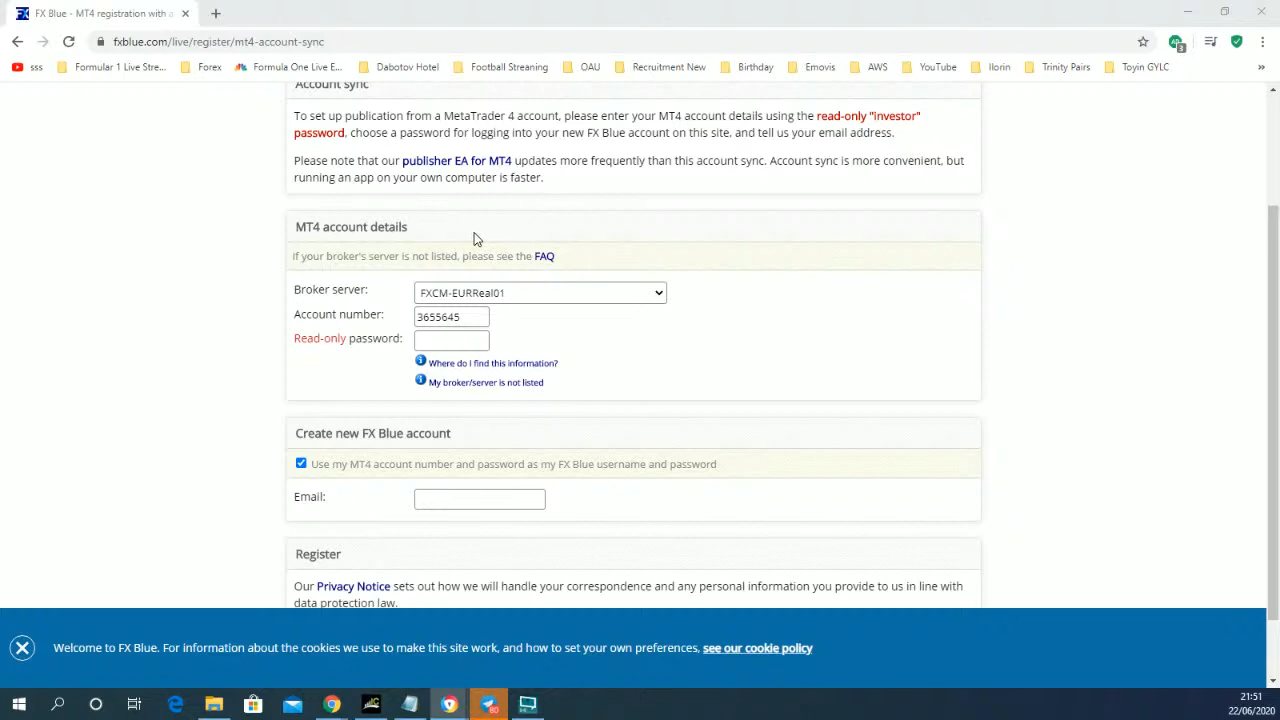 FX Blue - MT4 registration with a
fxblue.com/live/register/mt4-account-sync
3
sss
Formular 1 Live Stre...
Forex
Formula One Live E...
Dabotov Hotel
Football Streaming
OAU
Recruitment New
Birthday
Emovis
AWS
YouTube
Ilorin
Trinity Pairs
Toyin GYLC
»
Account sync
To set up publication from a MetaTrader 4 account, please enter your MT4 account details using the read-only "investor"
password, choose a password for logging into your new FX Blue account on this site, and tell us your email address.
Please note that our publisher EA for MT4 updates more frequently than this account sync. Account sync is more convenient, but
running an app on your own computer is faster.
MT4 account details
If your broker's server is not listed, please see the FAQ
Broker server: FXCM-EURReal01
Account number: 3655645
Read-only password:
Where do I find this information?
My broker/server is not listed
Create new FX Blue account
Use my MT4 account number and password as my FX Blue username and password
Email:
Register
Our Privacy Notice sets out how we will handle your correspondence and any personal information you provide to us in line with
data protection law.
Welcome to FX Blue. For information about the cookies we use to make this site work, and how to set your own preferences, see our cookie policy
80
21:51
22/06/2020